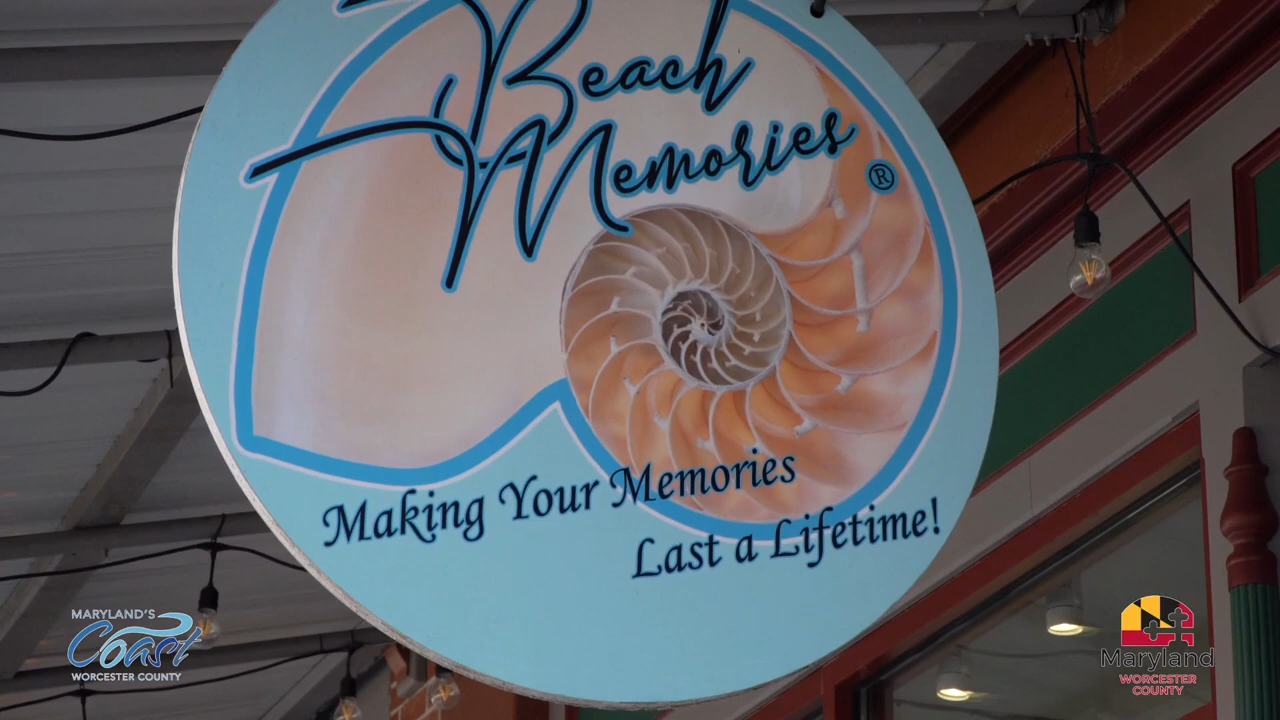 Beach
Memories
®
Making Your Memories
Last a Lifetime!
MARYLAND'S
Coast
WORCESTER COUNTY
Maryland
WORCESTER
COUNTY